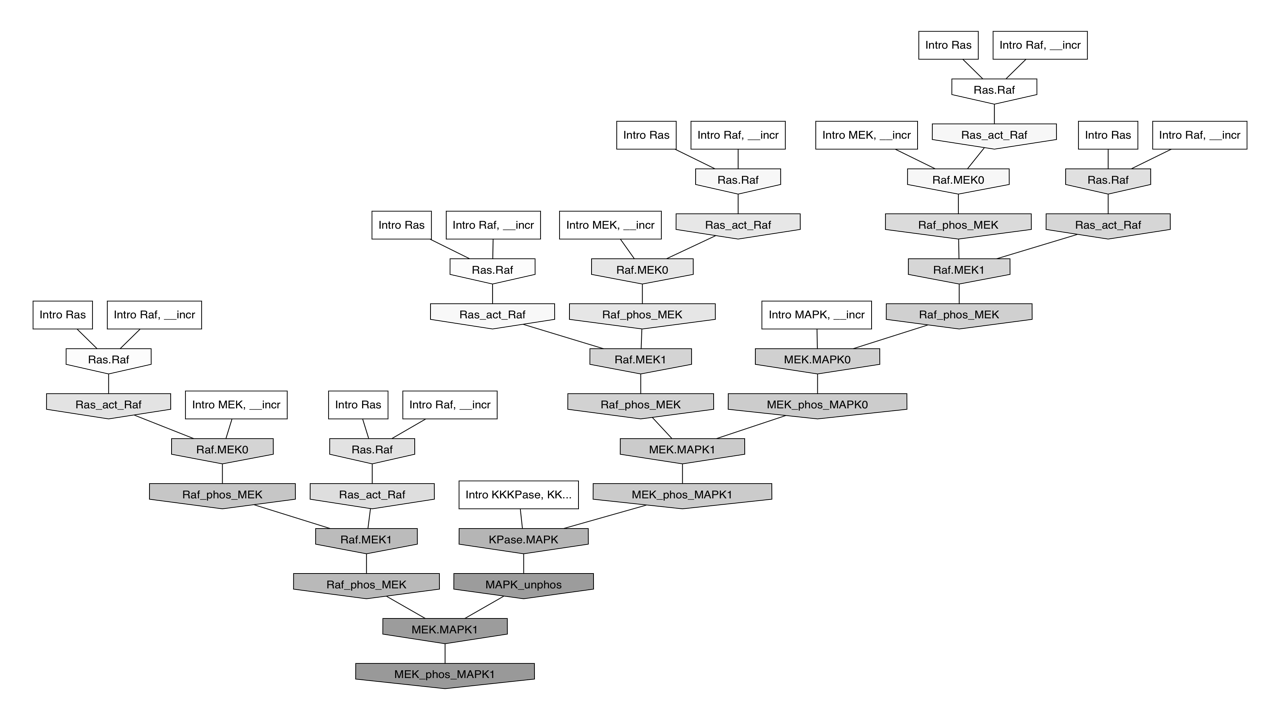 Intro Ras
Intro Raf, __incr
Ras.Raf
Intro Ras
Intro Raf, __incr
Intro MEK, __incr
Ras_act_Raf
Intro Ras
Intro Raf, __incr
Ras.Raf
Raf.MEK0
Ras.Raf
Intro Ras
Intro Raf, __incr
Intro MEK, __incr
Ras_act_Raf
Raf_phos_MEK
Ras_act_Raf
Ras.Raf
Raf.MEK0
Raf.MEK1
Intro Ras
Intro Raf, __incr
Ras_act_Raf
Raf_phos_MEK
Intro MAPK, __incr
Raf_phos_MEK
Ras.Raf
Raf.MEK1
MEK.MAPK0
Ras_act_Raf
Intro MEK, __incr
Intro Ras
Intro Raf, __incr
Raf_phos_MEK
MEK_phos_MAPK0
Raf.MEK0
Ras.Raf
MEK.MAPK1
Raf_phos_MEK
Ras_act_Raf
Intro KKKPase, KK...
MEK_phos_MAPK1
Raf.MEK1
KPase.MAPK
Raf_phos_MEK
MAPK_unphos
MEK.MAPK1
MEK_phos_MAPK1